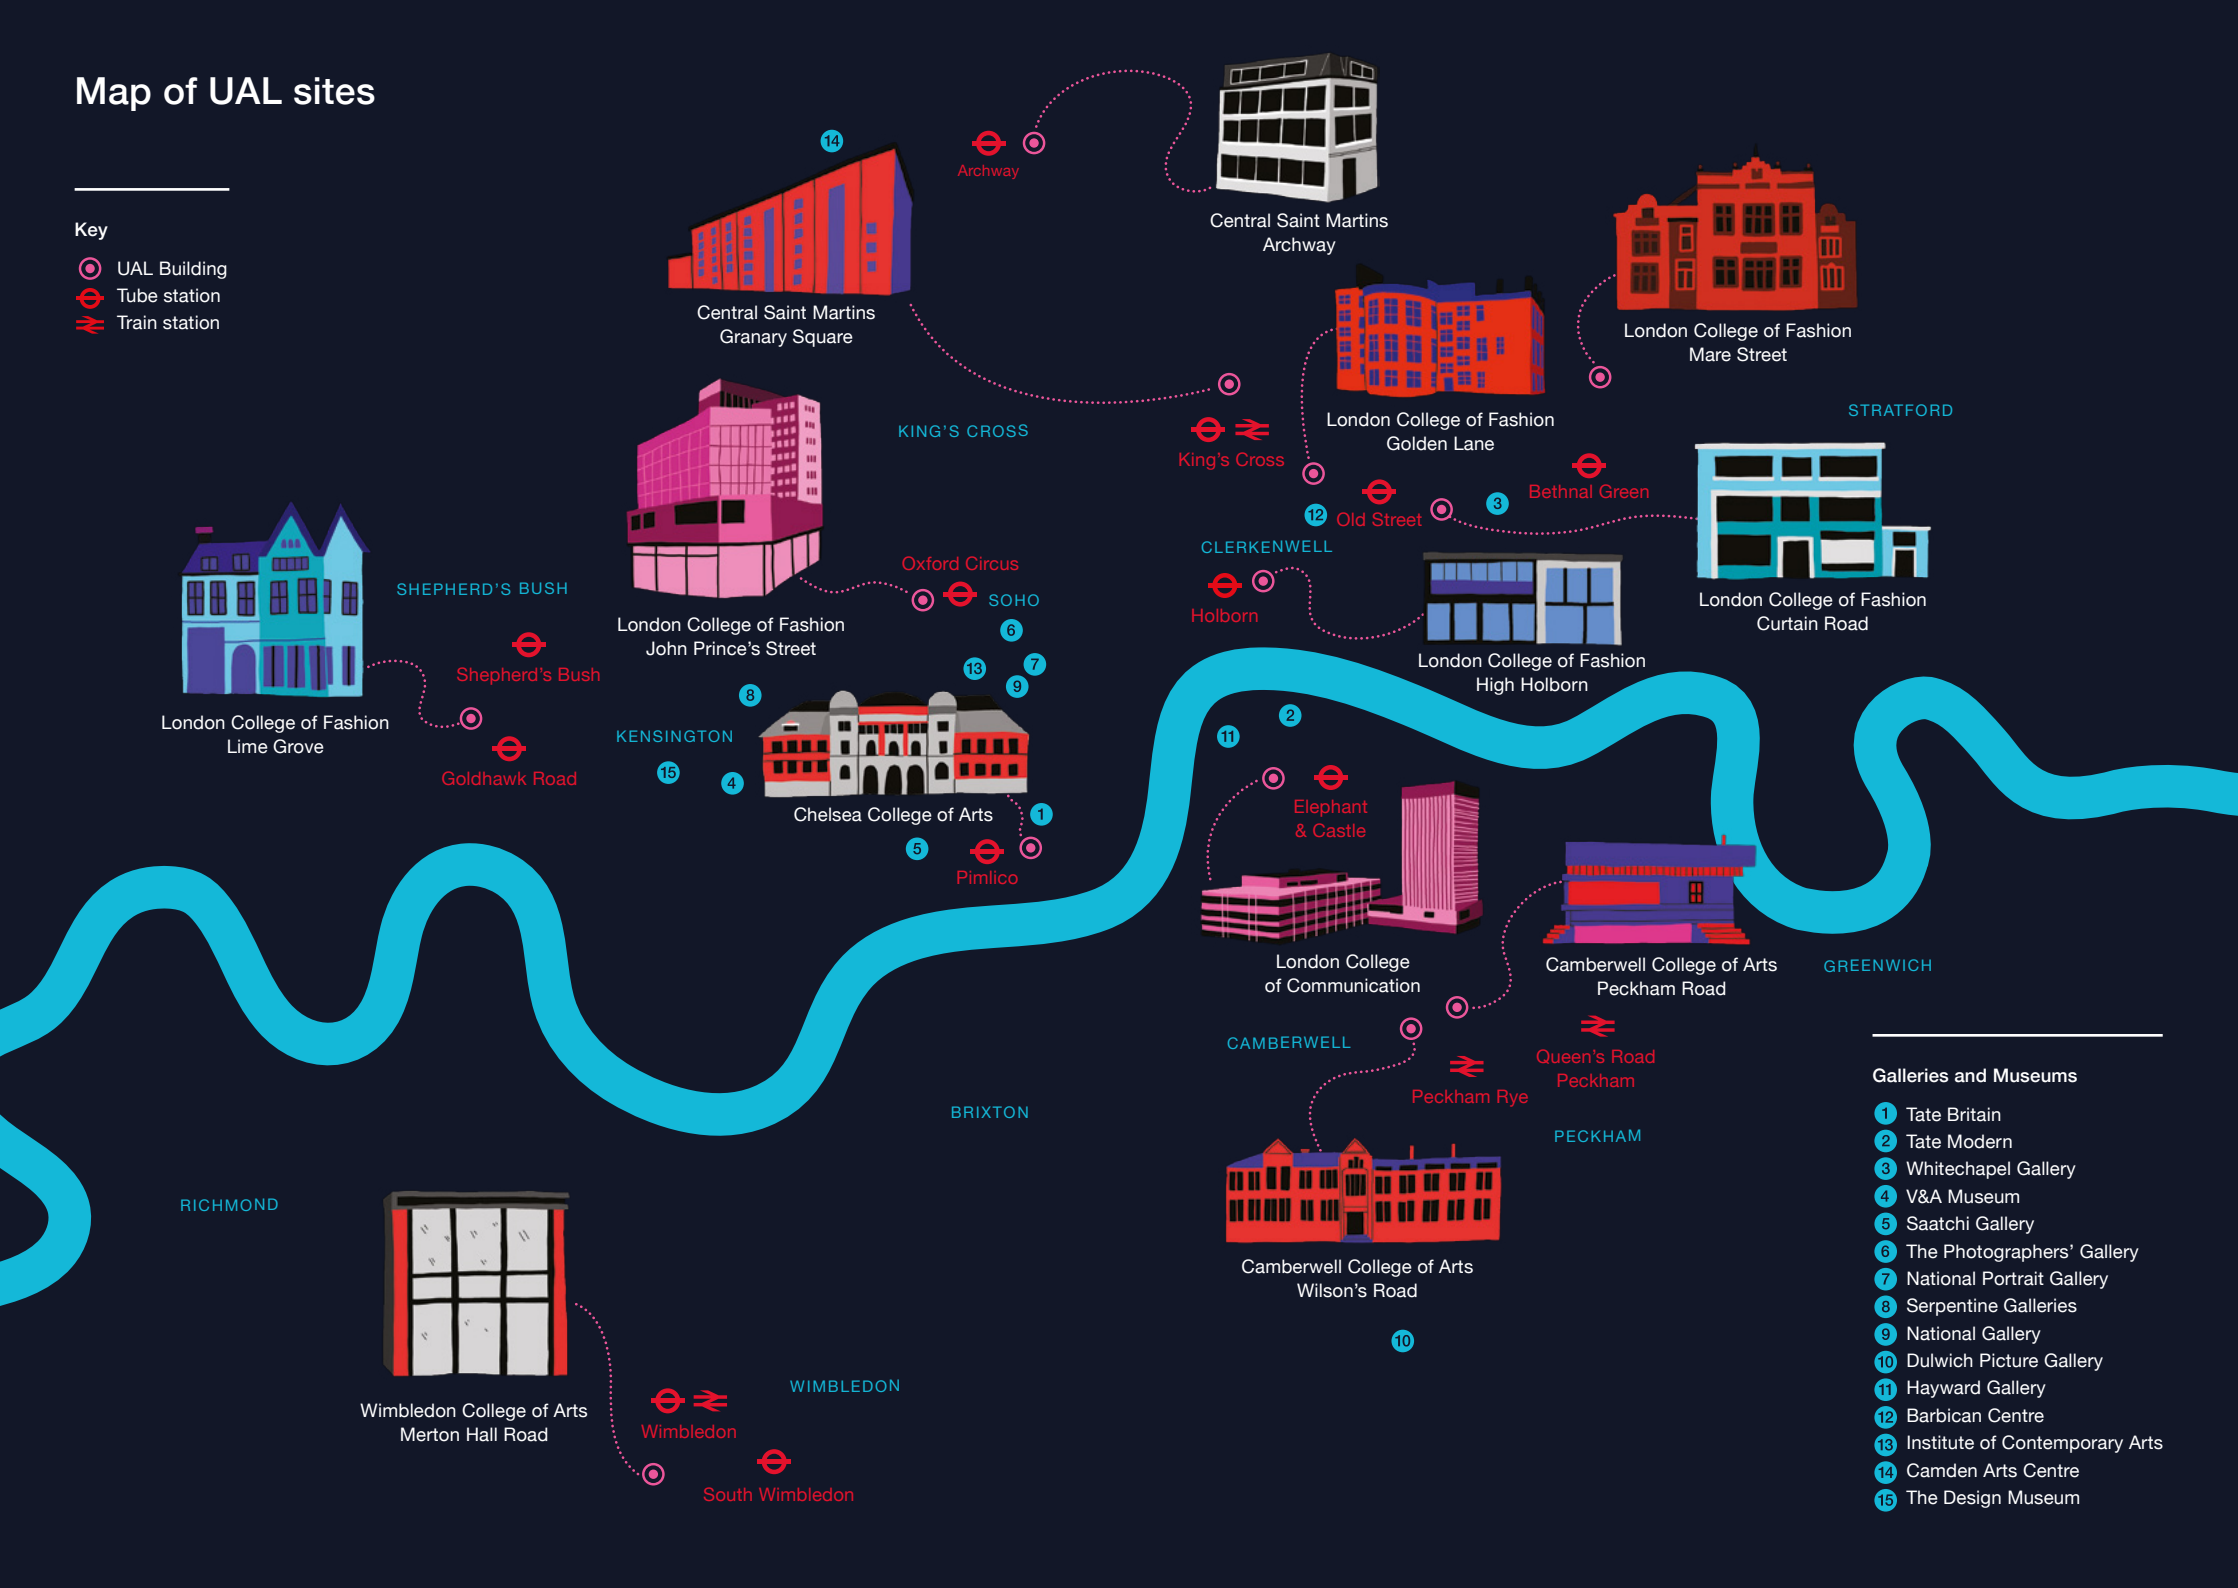 Map of UAL sites
Key
UAL Building
Tube station
Train station
14
Archway
Central Saint Martins
Archway
Central Saint Martins
Granary Square
London College of Fashion
Mare Street
London College of Fashion
Golden Lane
STRATFORD
KING'S CROSS
King's Cross
Bethnal Green
3
12
Old Street
CLERKENWELL
Holborn
London College of Fashion
Curtain Road
London College of Fashion
High Holborn
Oxford Circus
SOHO
6
13
7
9
London College of Fashion
John Prince's Street
SHEPHERD'S BUSH
Shepherd's Bush
London College of Fashion
Lime Grove
Goldhawk Road
8
KENSINGTON
15
4
Chelsea College of Arts
1
5
Pimlico
2
11
Elephant
& Castle
London College
of Communication
Camberwell College of Arts
Peckham Road
GREENWICH
CAMBERWELL
Queen's Road
Peckham
Peckham Rye
PECKHAM
BRIXTON
Camberwell College of Arts
Wilson's Road
10
RICHMOND
Wimbledon College of Arts
Merton Hall Road
WIMBLEDON
Wimbledon
South Wimbledon
Galleries and Museums
1 Tate Britain
2 Tate Modern
3 Whitechapel Gallery
4 V&A Museum
5 Saatchi Gallery
6 The Photographers' Gallery
7 National Portrait Gallery
8 Serpentine Galleries
9 National Gallery
10 Dulwich Picture Gallery
11 Hayward Gallery
12 Barbican Centre
13 Institute of Contemporary Arts
14 Camden Arts Centre
15 The Design Museum